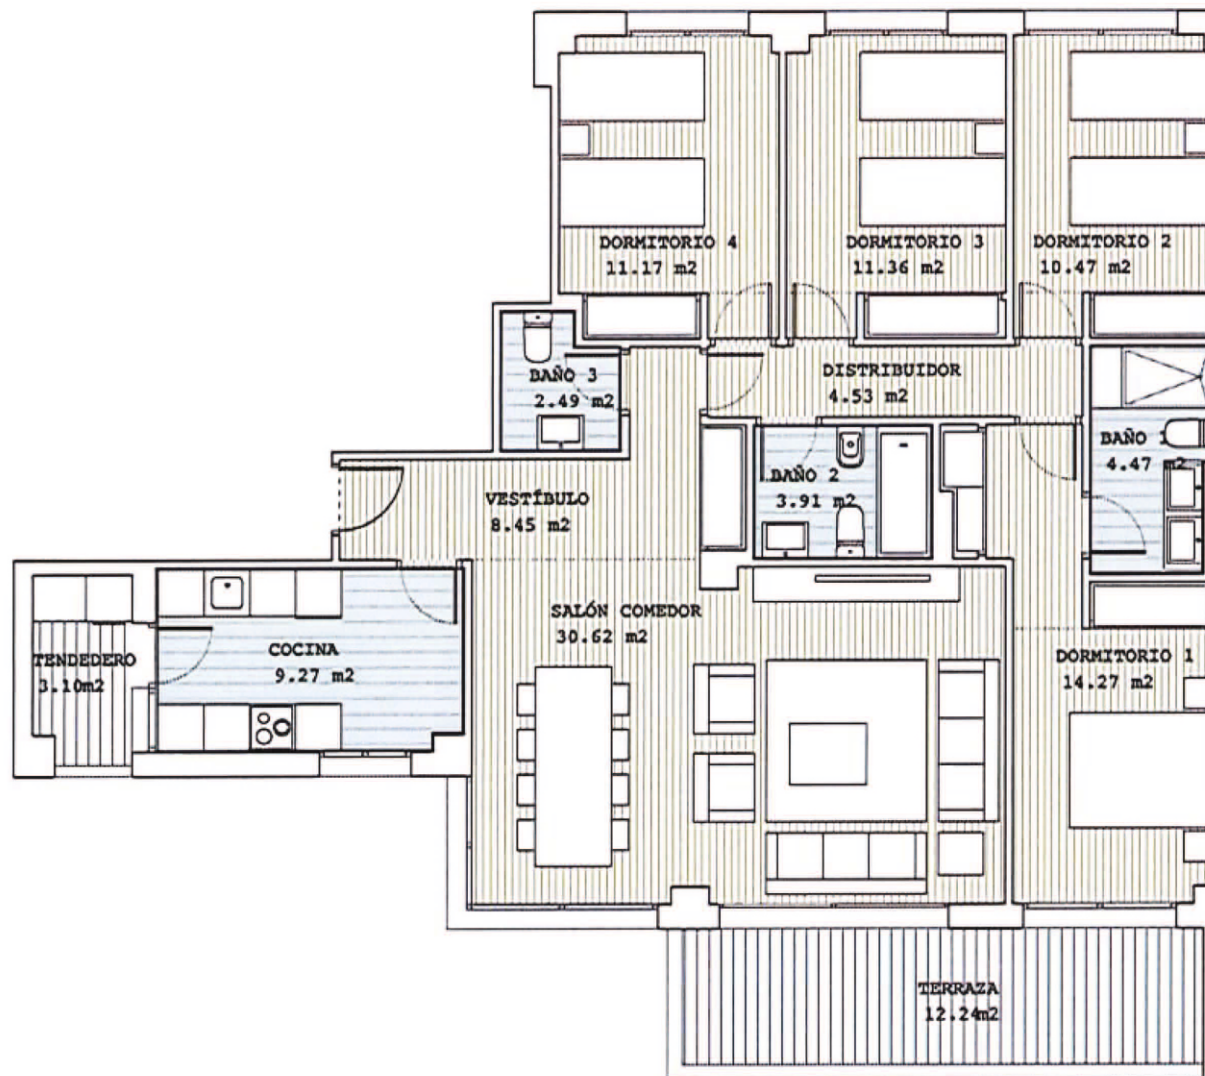 DORMITORIO 4
11.17 m2
DORMITORIO 3
11.36 m2
DORMITORIO 2
10.47 m2
BAÑO 3
2.49 m2
DISTRIBUIDOR
4.53 m2
BAÑO 1
4.47 m2
BAÑO 2
3.91 m2
VESTÍBULO
8.45 m2
SALÓN COMEDOR
30.62 m2
COCINA
9.27 m2
TENDEDERO
3.10m2
DORMITORIO 1
14.27 m2
TERRAZA
12.24m2